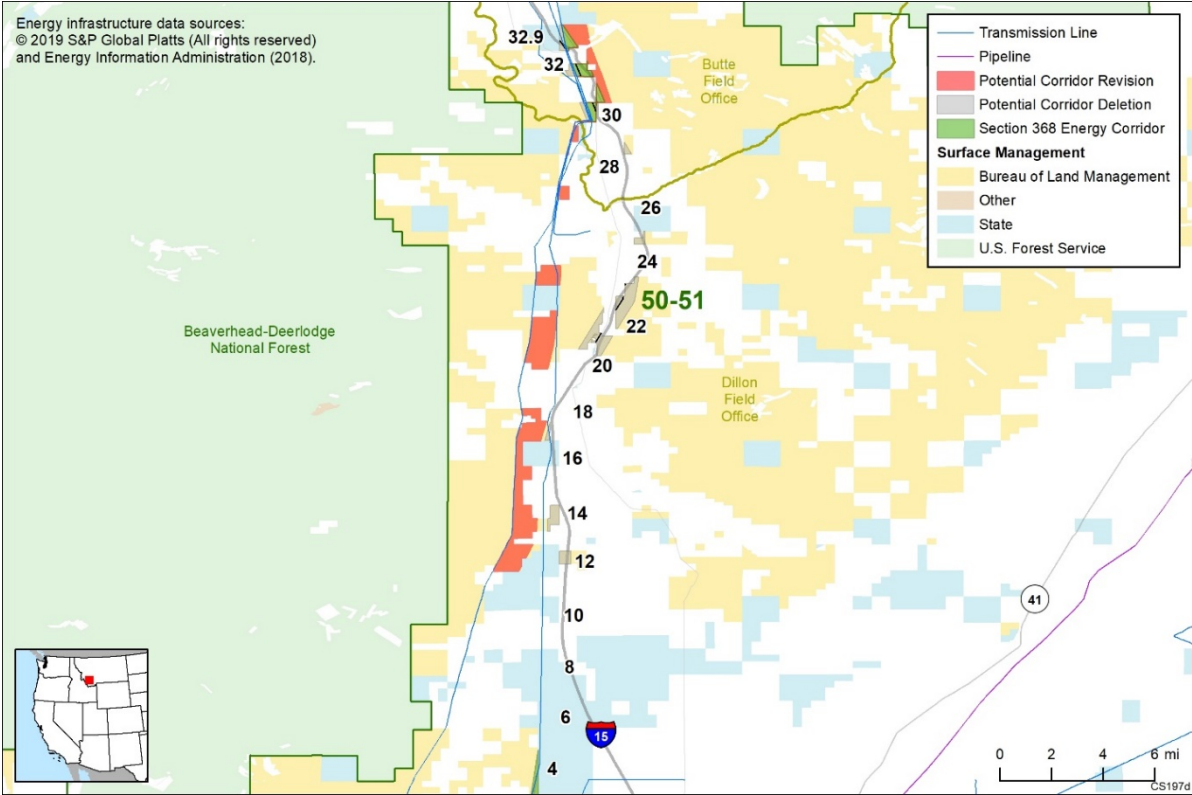 Energy infrastructure data sources:
© 2019 S&P Global Platts (All rights reserved)
and Energy Information Administration (2018).
Transmission Line
Pipeline
Potential Corridor Revision
Potential Corridor Deletion
Section 368 Energy Corridor
Surface Management
Bureau of Land Management
Other
State
U.S. Forest Service
32.9
32
Butte
Field
Office
30
28
26
24
50-51
22
Beaverhead-Deerlodge
National Forest
20
Dillon
Field
Office
18
16
14
12
10
41
8
6
15
4
0 2 4 6 mi
CS197d